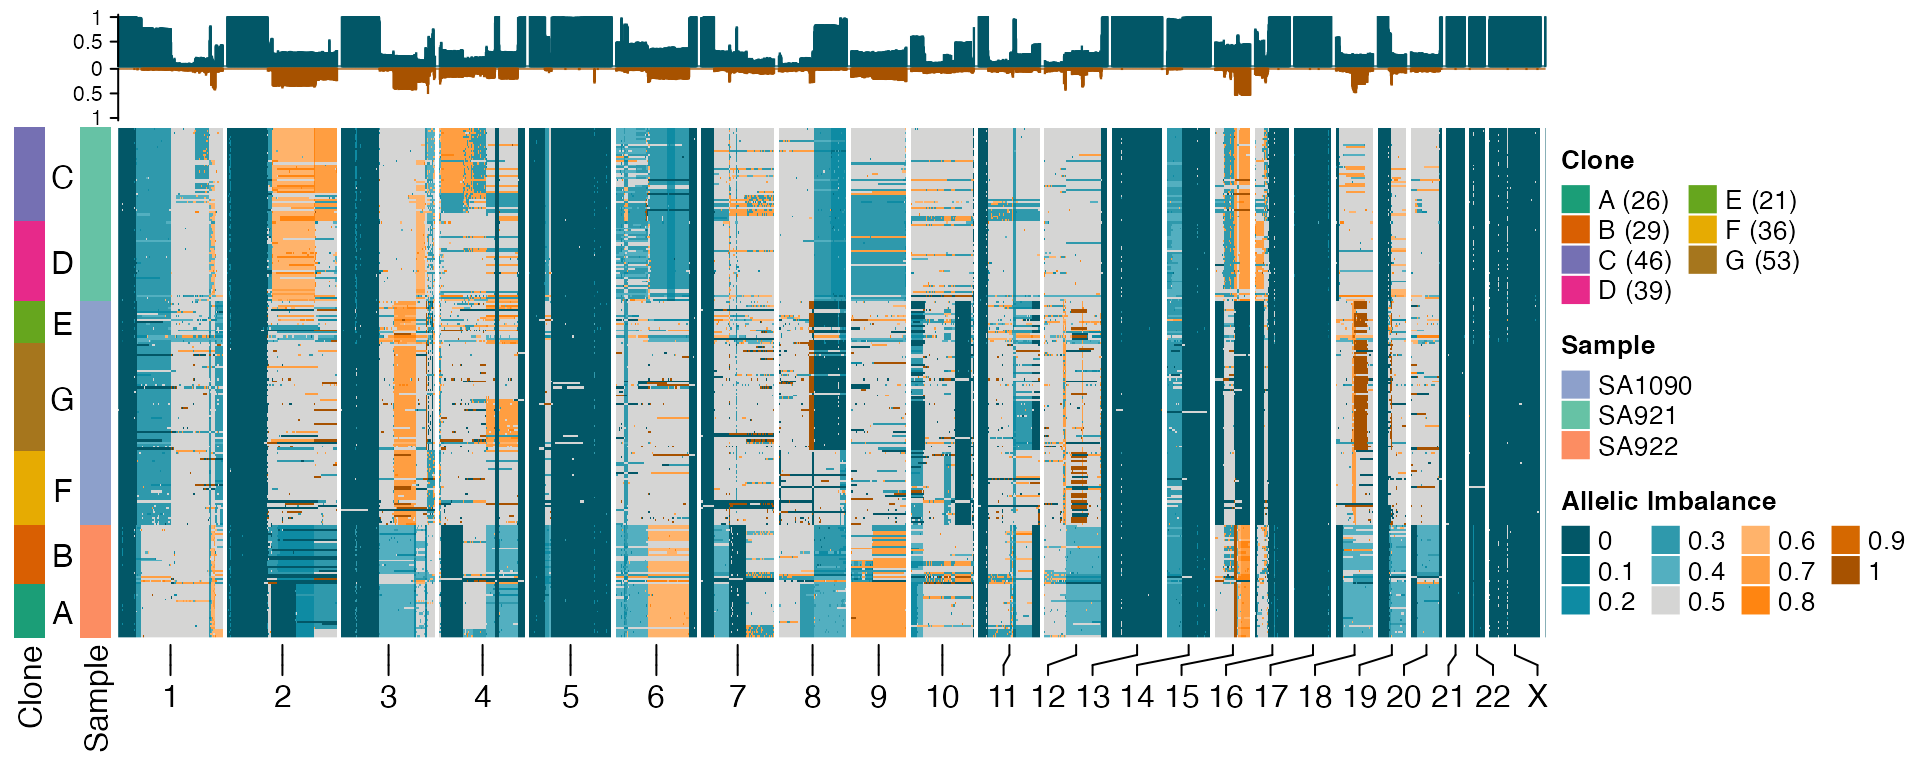 1
0.5
0
0.5
1
C
D
E
G
F
B
A
Clone
Sample
1 2 3 4 5 6 7 8 9 10 11 12 13 14 15 16 17 18 19 20 21 22 X
Clone
A (26) E (21)
B (29) F (36)
C (46) G (53)
D (39)
Sample
SA1090
SA921
SA922
Allelic Imbalance
0 0.3 0.6 0.9
0.1 0.4 0.7 1
0.2 0.5 0.8